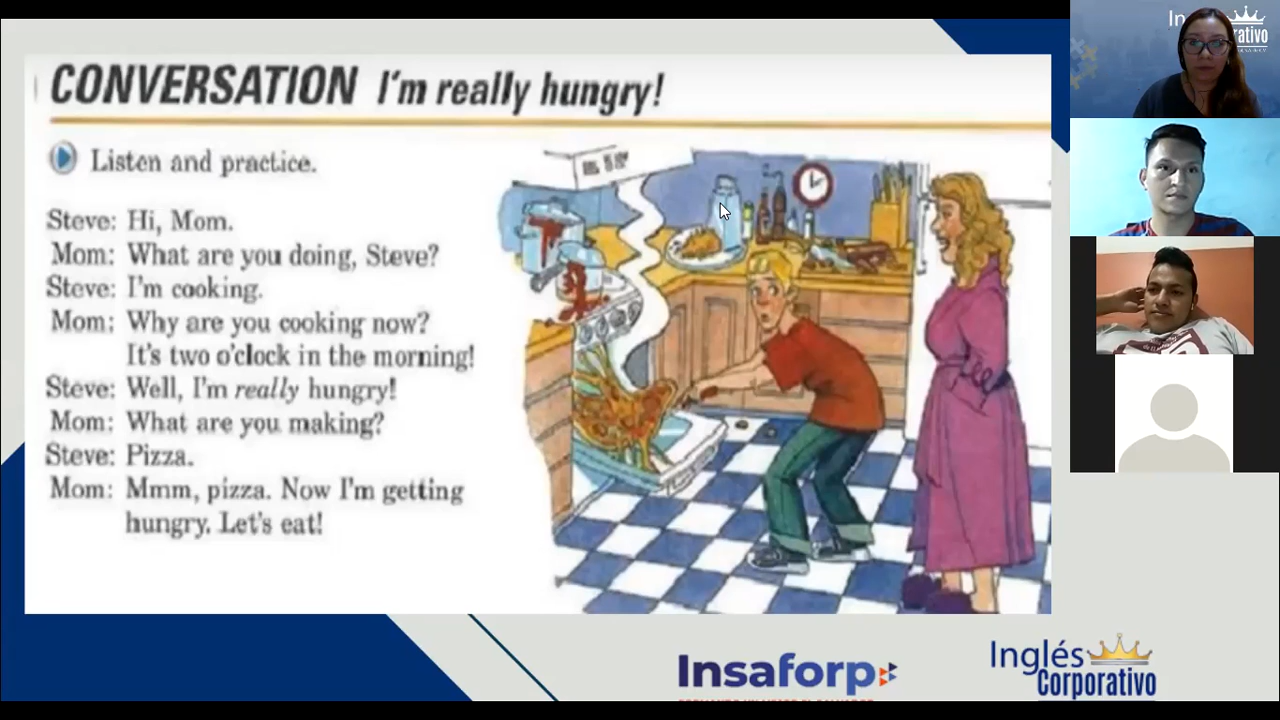 CONVERSATION I'm really hungry!
Listen and practice.
Steve: Hi, Mom.
Mom: What are you doing, Steve?
Steve: I'm cooking.
Mom: Why are you cooking now?
It's two o'clock in the morning!
Steve: Well, I'm really hungry!
Mom: What are you making?
Steve: Pizza.
Mom: Mmm, pizza. Now I'm getting
hungry. Let's eat!
Insaforp
Inglés
Corporativo